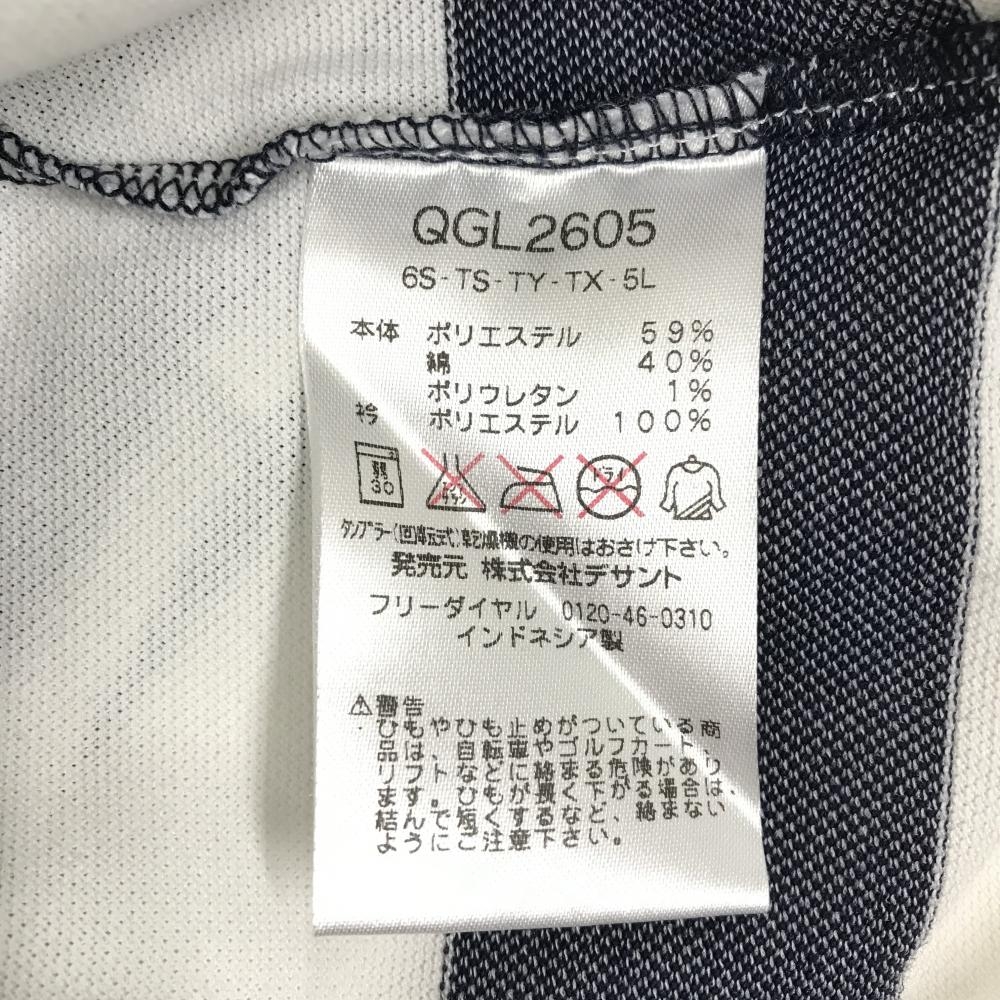 QGL2605
6S-TS-TY-TX-5L
本体 ポリエステル 59%
綿 40%
ポリウレタン 1%
衿 ポリエステル 100%
弱 30 ドライ
タンブラー(回転式)乾燥機の使用はおさけ下さい。
発売元 株式会社デサント
フリーダイヤル 0120-46-0310
インドネシア製
⚠警告
ひもやひも止めがついている商
品は、自転車やゴルフカート、
リフトなどに絡まる危険があり
ます。ひもが長く下がる場合は、
結んで短くするなど、絡まない
ようにご注意下さい。